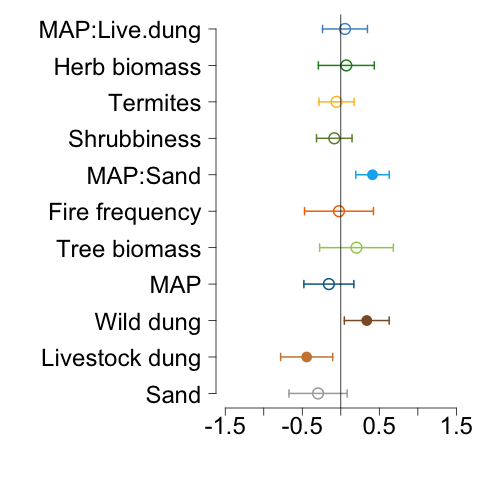 MAP:Live.dung
Herb biomass
Termites
Shrubbiness
MAP:Sand
Fire frequency
Tree biomass
MAP
Wild dung
Livestock dung
Sand
-1.5 -0.5 0.5 1.5